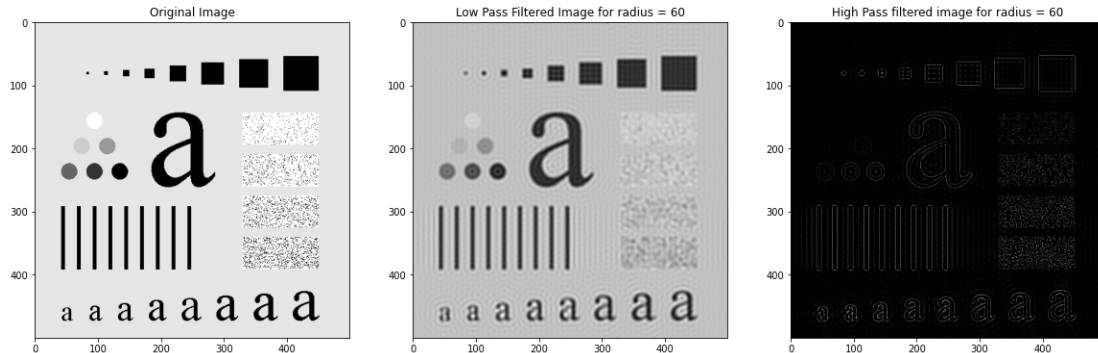 Original Image
Low Pass Filtered Image for radius = 60
High Pass filtered image for radius = 60
0
100
200
300
400
0 100 200 300 400
a
a a a a a a a a
0
100
200
300
400
0 100 200 300 400
a
a a a a a a a a
0
100
200
300
400
0 100 200 300 400
a
a a a a a a a a